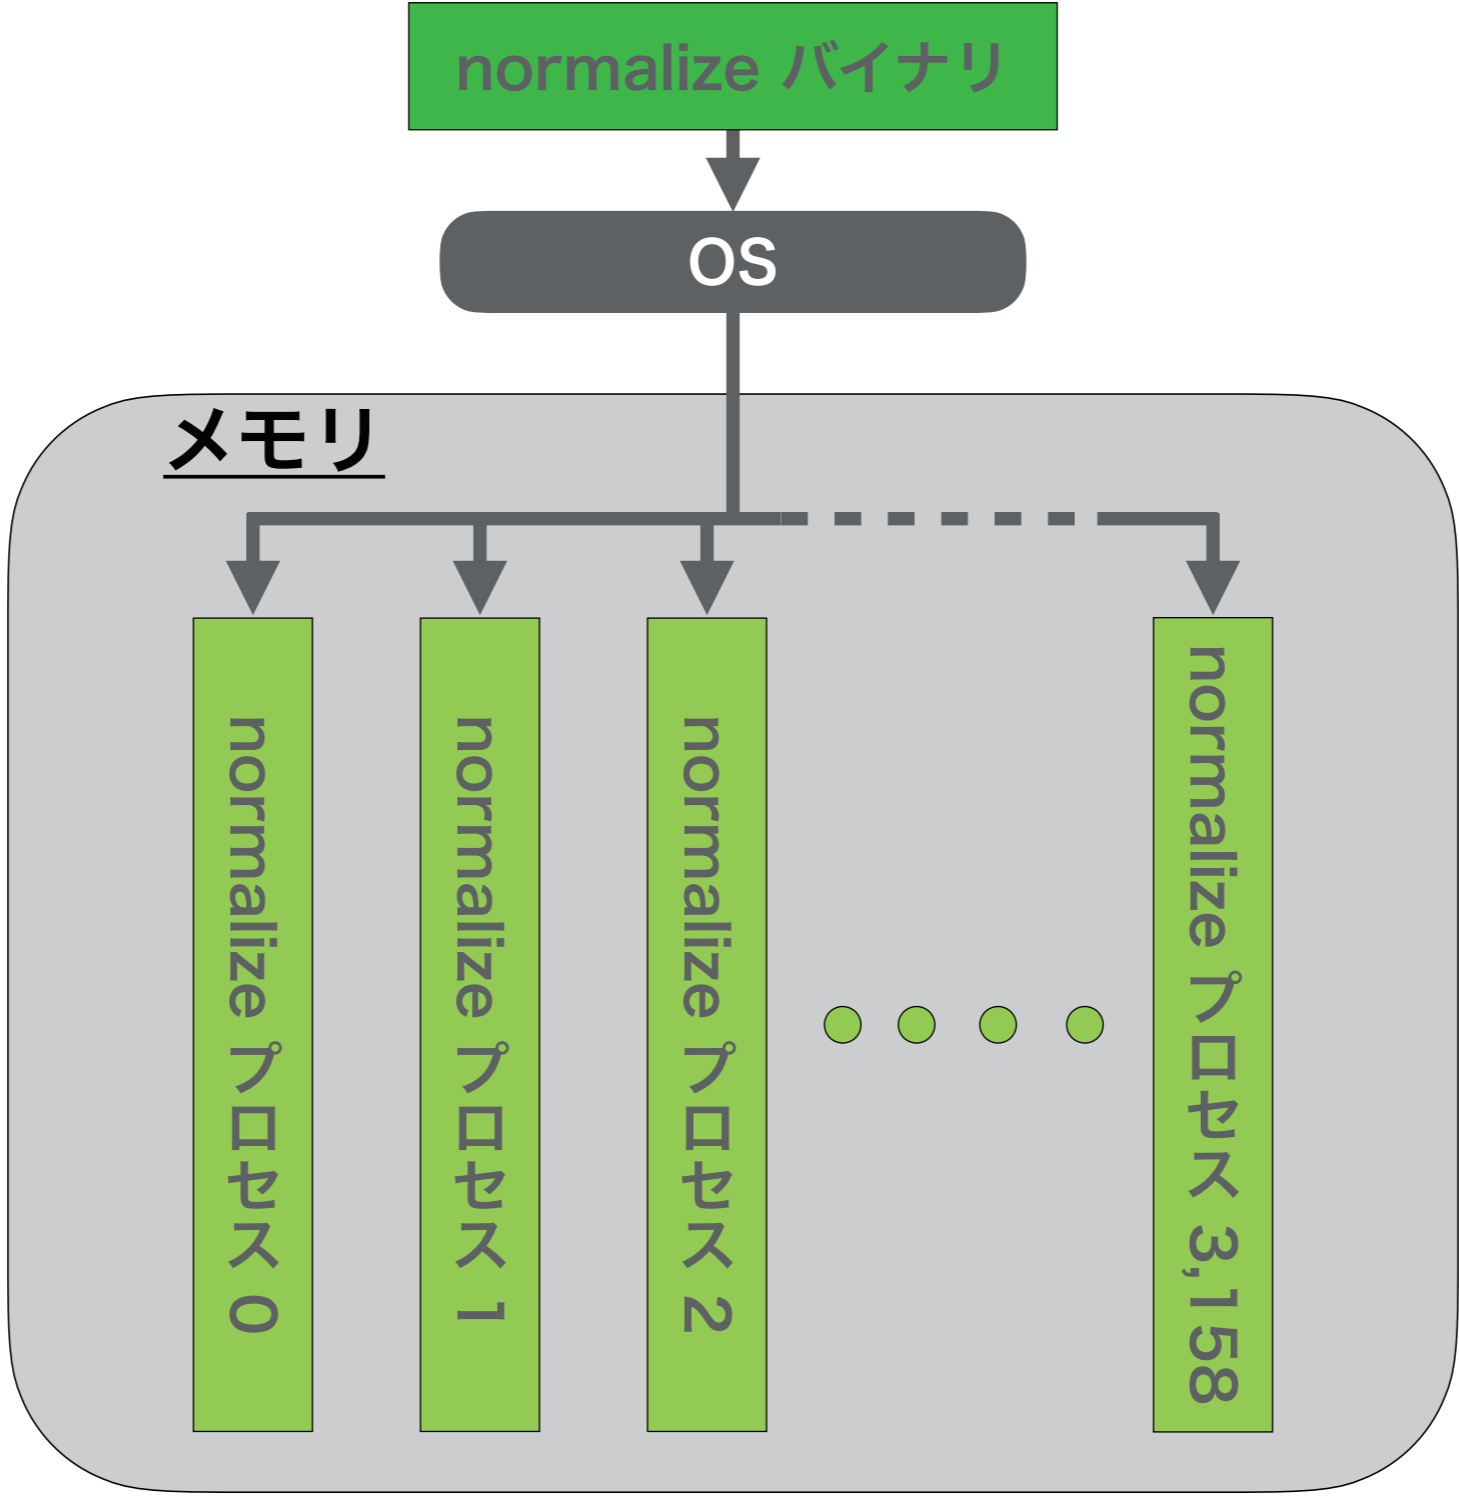 normalize バイナリ
OS
メモリ
normalize プロセス 0
normalize プロセス 1
normalize プロセス 2
normalize プロセス 3,158